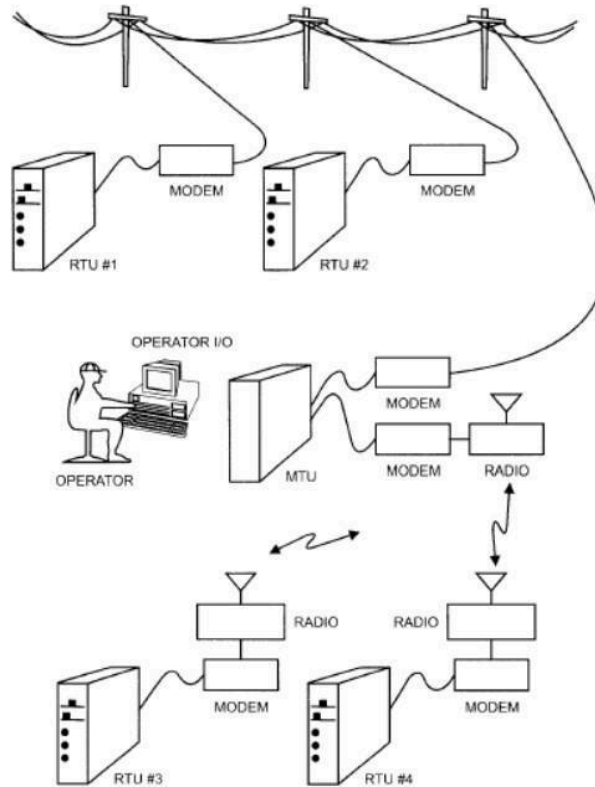 MODEM
MODEM
RTU #1
RTU #2
OPERATOR I/O
MODEM
OPERATOR
MTU
MODEM
RADIO
RADIO
RADIO
MODEM
MODEM
RTU #3
RTU #4